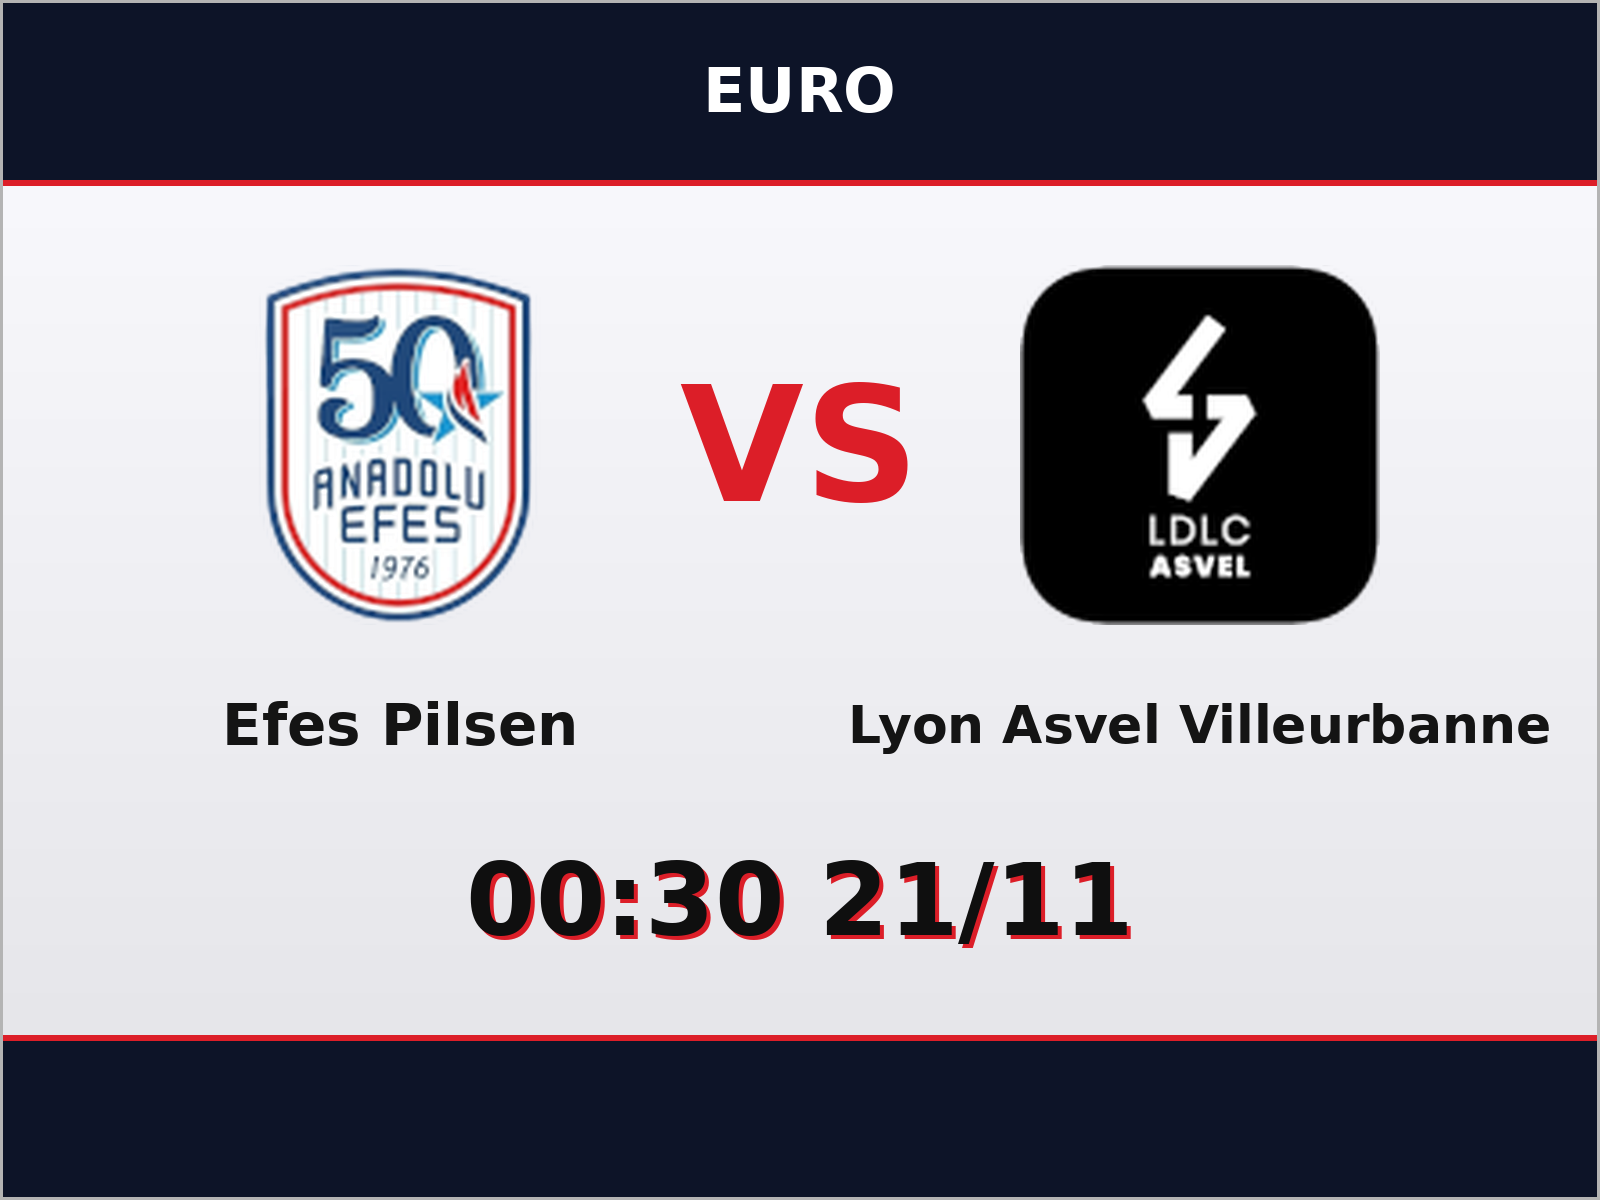 EURO
50
ANADOLU
EFES
1976
VS
LDLC
ASVEL
Efes Pilsen
Lyon Asvel Villeurbanne
00:30 21/11